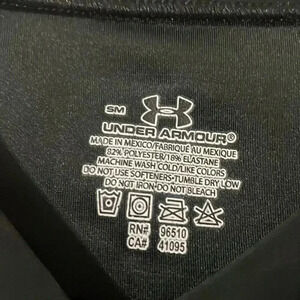 SM
UNDER ARMOUR®
MADE IN MEXICO/FABRIQUÉ AU MEXIQUE
82% POLYESTER/18% ELASTANE
MACHINE WASH COLD/LIKE COLORS
DO NOT USE SOFTENERS·TUMBLE DRY LOW
DO NOT IRON·DO NOT BLEACH
RN# 96510
CA# 41095